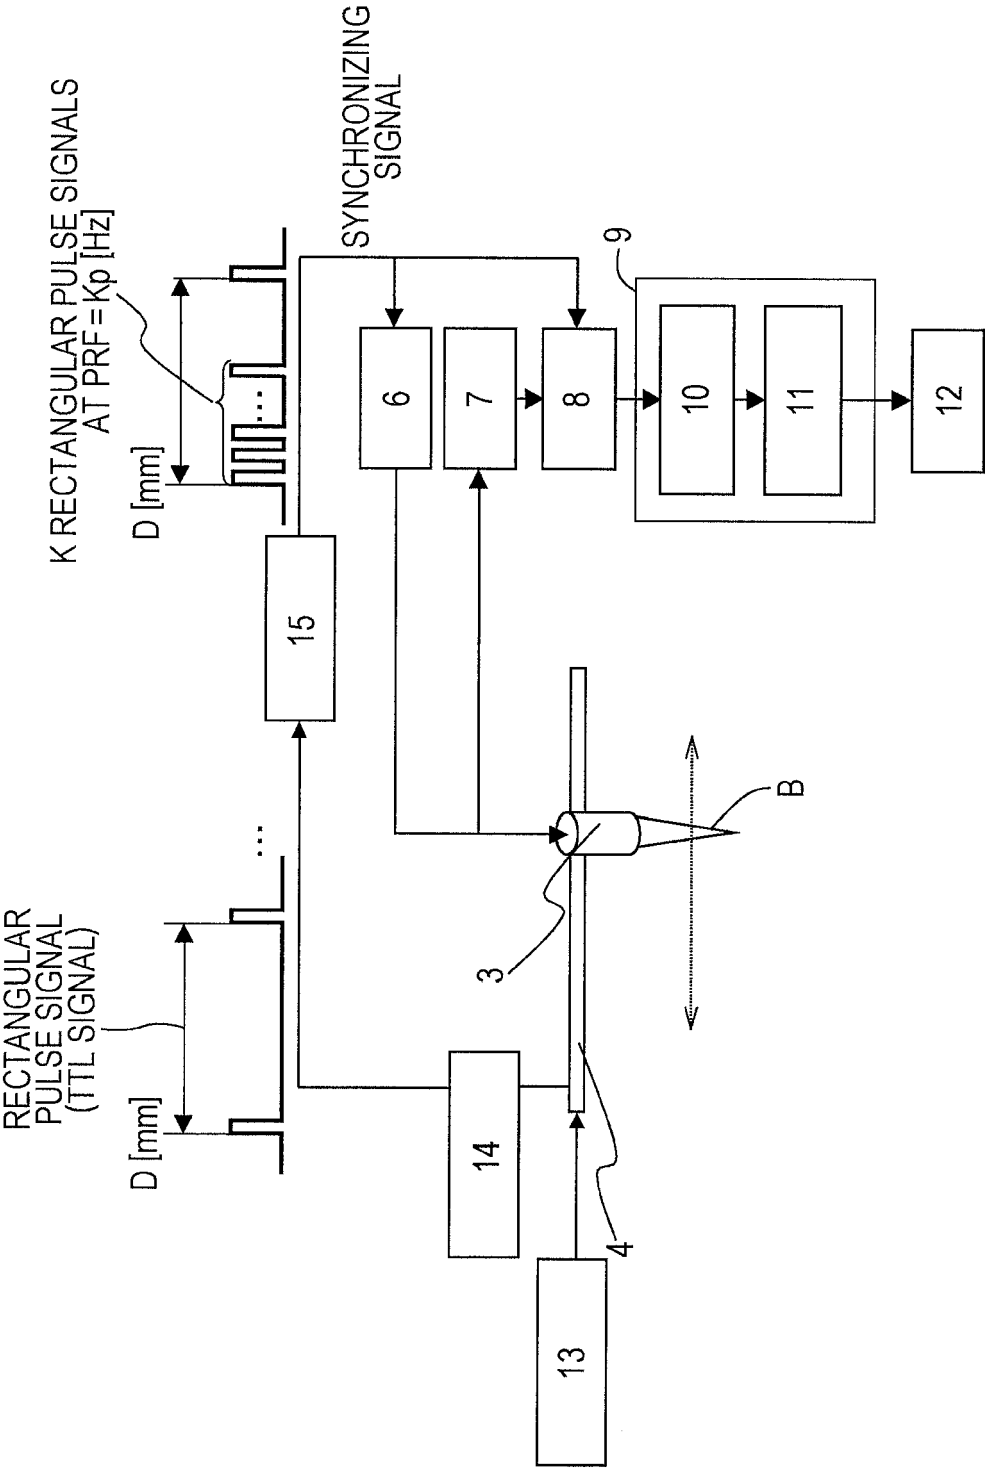 RECTANGULAR
PULSE SIGNAL
(TTL SIGNAL)
K RECTANGULAR PULSE SIGNALS
AT PRF = Kp [Hz]
D [mm]
...
D [mm]
...
15
SYNCHRONIZING
SIGNAL
14
6
7
13
4
3
8
9
10
B
11
12